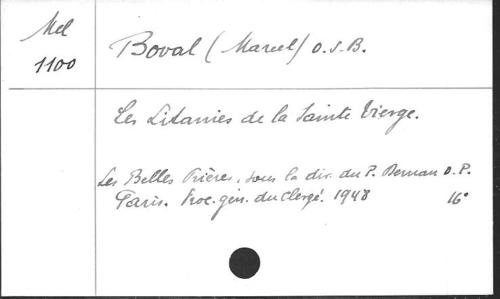 Mel
1100
Boval (Marcel) O.S.B.
Les Litanies de la Sainte Vierge.
Les Belles Prières, sous la dir. du P. Bernan O.P.
Paris. Proc. gén. du Clergé. 1948 16°